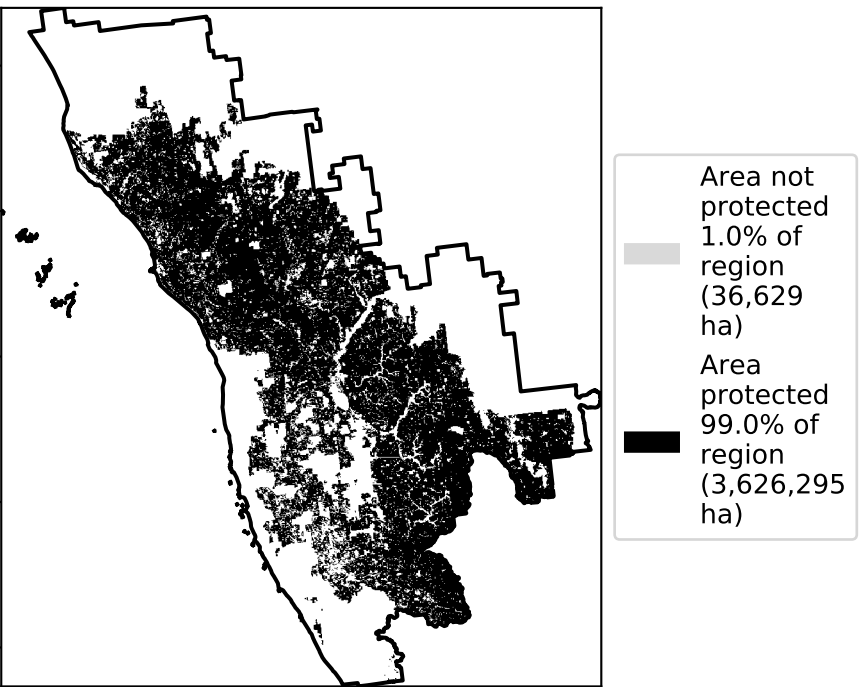 Area not
protected
1.0% of
region
(36,629
ha)
Area
protected
99.0% of
region
(3,626,295
ha)